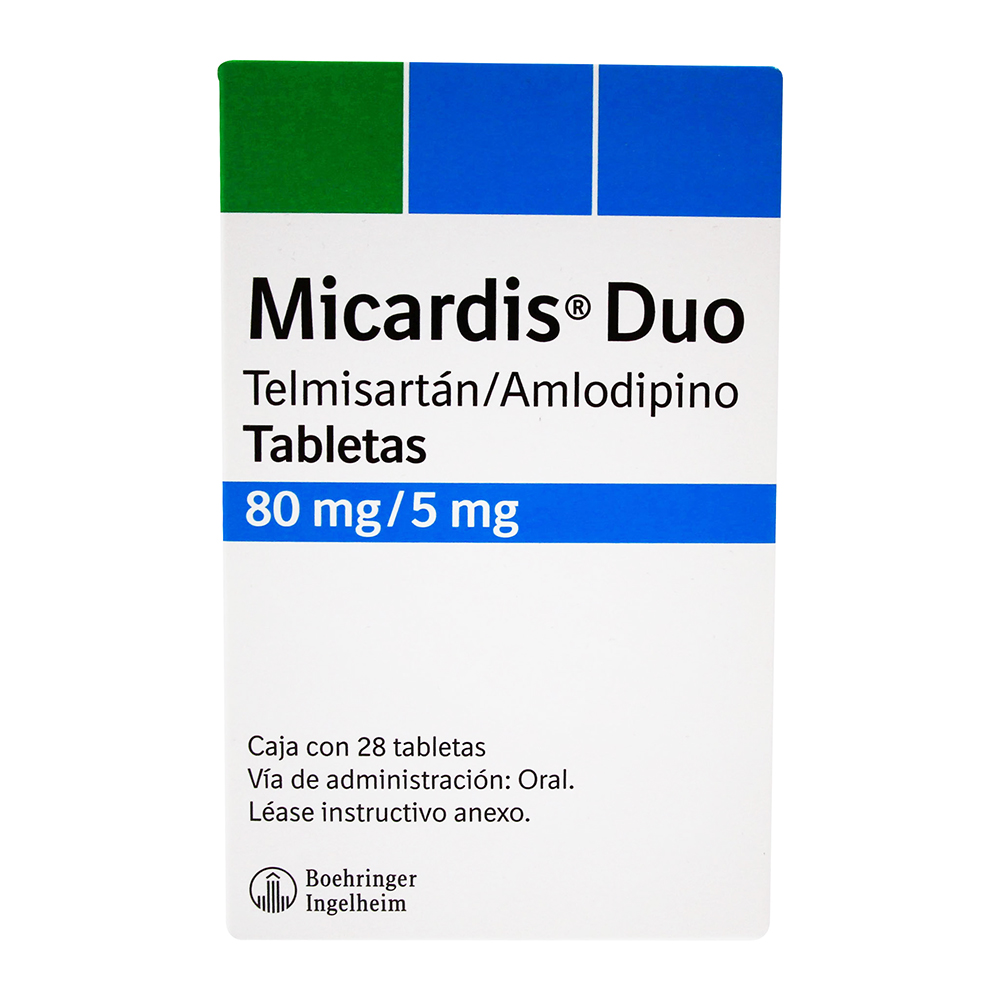 Micardis® Duo
Telmisartán/Amlodipino
Tabletas
80 mg/5 mg
Caja con 28 tabletas
Vía de administración: Oral.
Léase instructivo anexo.
Boehringer
Ingelheim